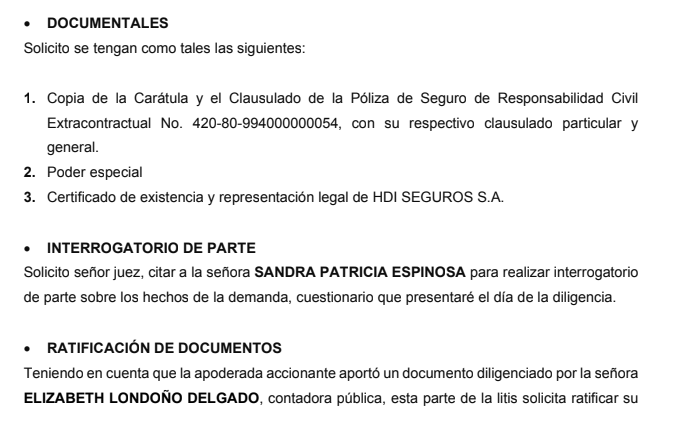 • DOCUMENTALES
Solicito se tengan como tales las siguientes:
1. Copia de la Carátula y el Clausulado de la Póliza de Seguro de Responsabilidad Civil
Extracontractual No. 420-80-994000000054, con su respectivo clausulado particular y
general.
2. Poder especial
3. Certificado de existencia y representación legal de HDI SEGUROS S.A.
• INTERROGATORIO DE PARTE
Solicito señor juez, citar a la señora SANDRA PATRICIA ESPINOSA para realizar interrogatorio
de parte sobre los hechos de la demanda, cuestionario que presentaré el día de la diligencia.
• RATIFICACIÓN DE DOCUMENTOS
Teniendo en cuenta que la apoderada accionante aportó un documento diligenciado por la señora
ELIZABETH LONDOÑO DELGADO, contadora pública, esta parte de la litis solicita ratificar su